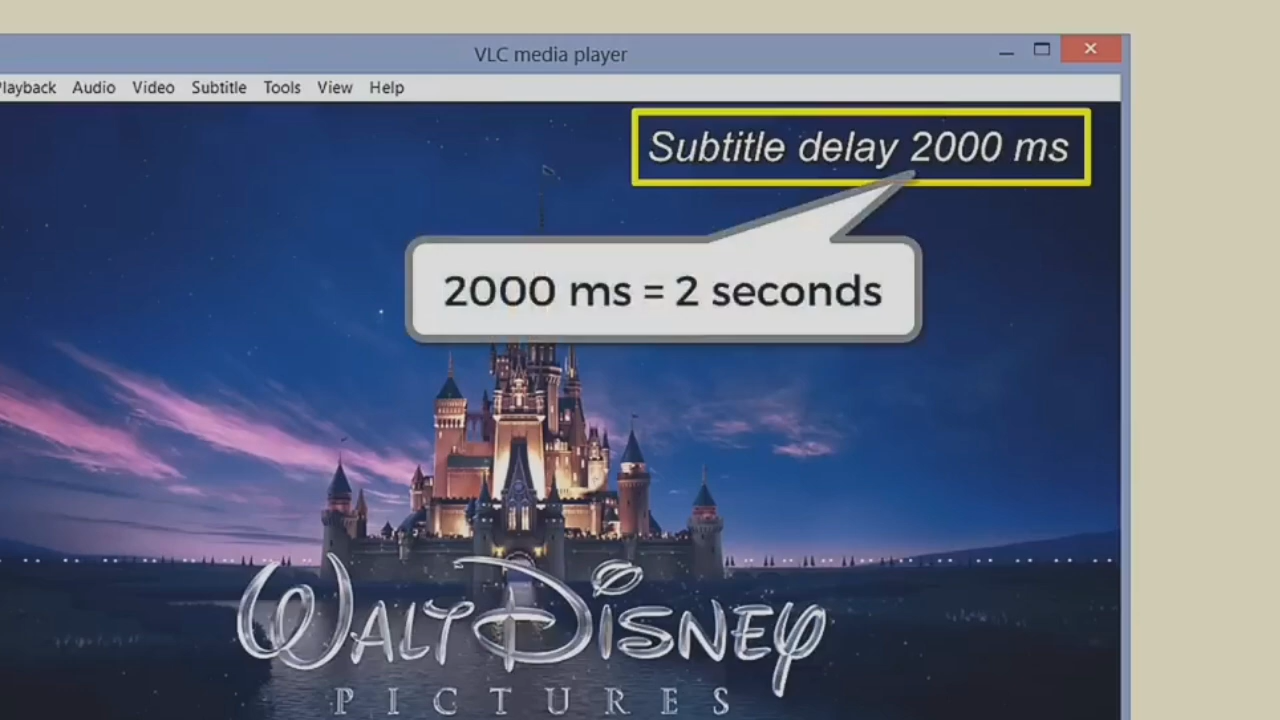 VLC media player
Playback Audio Video Subtitle Tools View Help
Subtitle delay 2000 ms
2000 ms = 2 seconds
WALT DISNEY
PICTURES